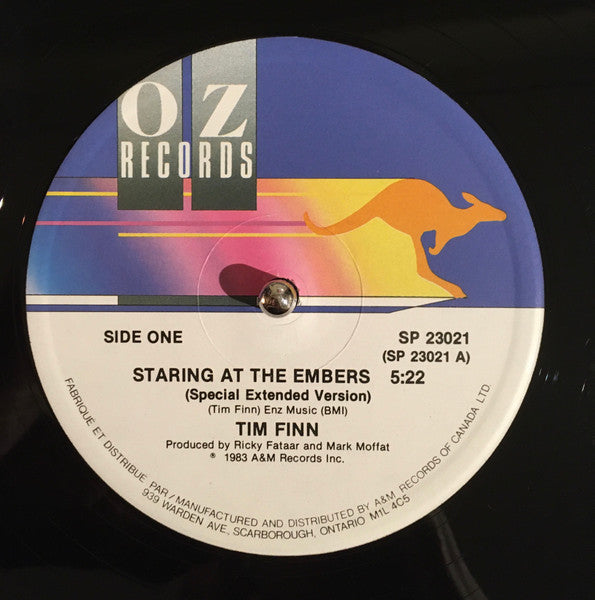 OZ
RECORDS
SIDE ONE
SP 23021
(SP 23021 A)
STARING AT THE EMBERS 5:22
(Special Extended Version)
(Tim Finn) Enz Music (BMI)
TIM FINN
Produced by Ricky Fataar and Mark Moffat
℗ 1983 A&M Records Inc.
FABRIQUE ET DISTRIBUE PAR / MANUFACTURED AND DISTRIBUTED BY A&M RECORDS OF CANADA LTD.
939 WARDEN AVE, SCARBOROUGH, ONTARIO M1L 4C5